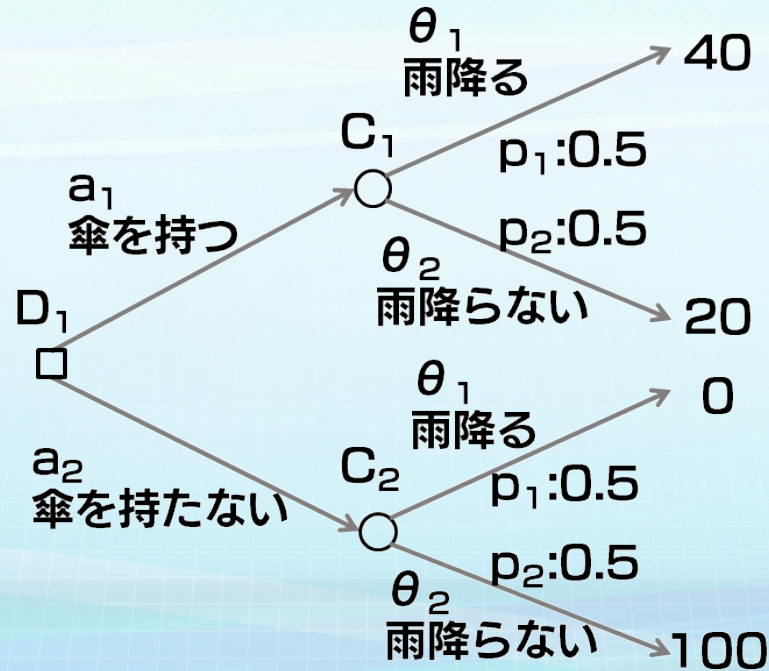 θ₁
雨降る
40
C₁
p₁:0.5
a₁
傘を持つ
p₂:0.5
θ₂
雨降らない
20
D₁
θ₁
雨降る
0
a₂
傘を持たない
C₂
p₁:0.5
p₂:0.5
θ₂
雨降らない
100